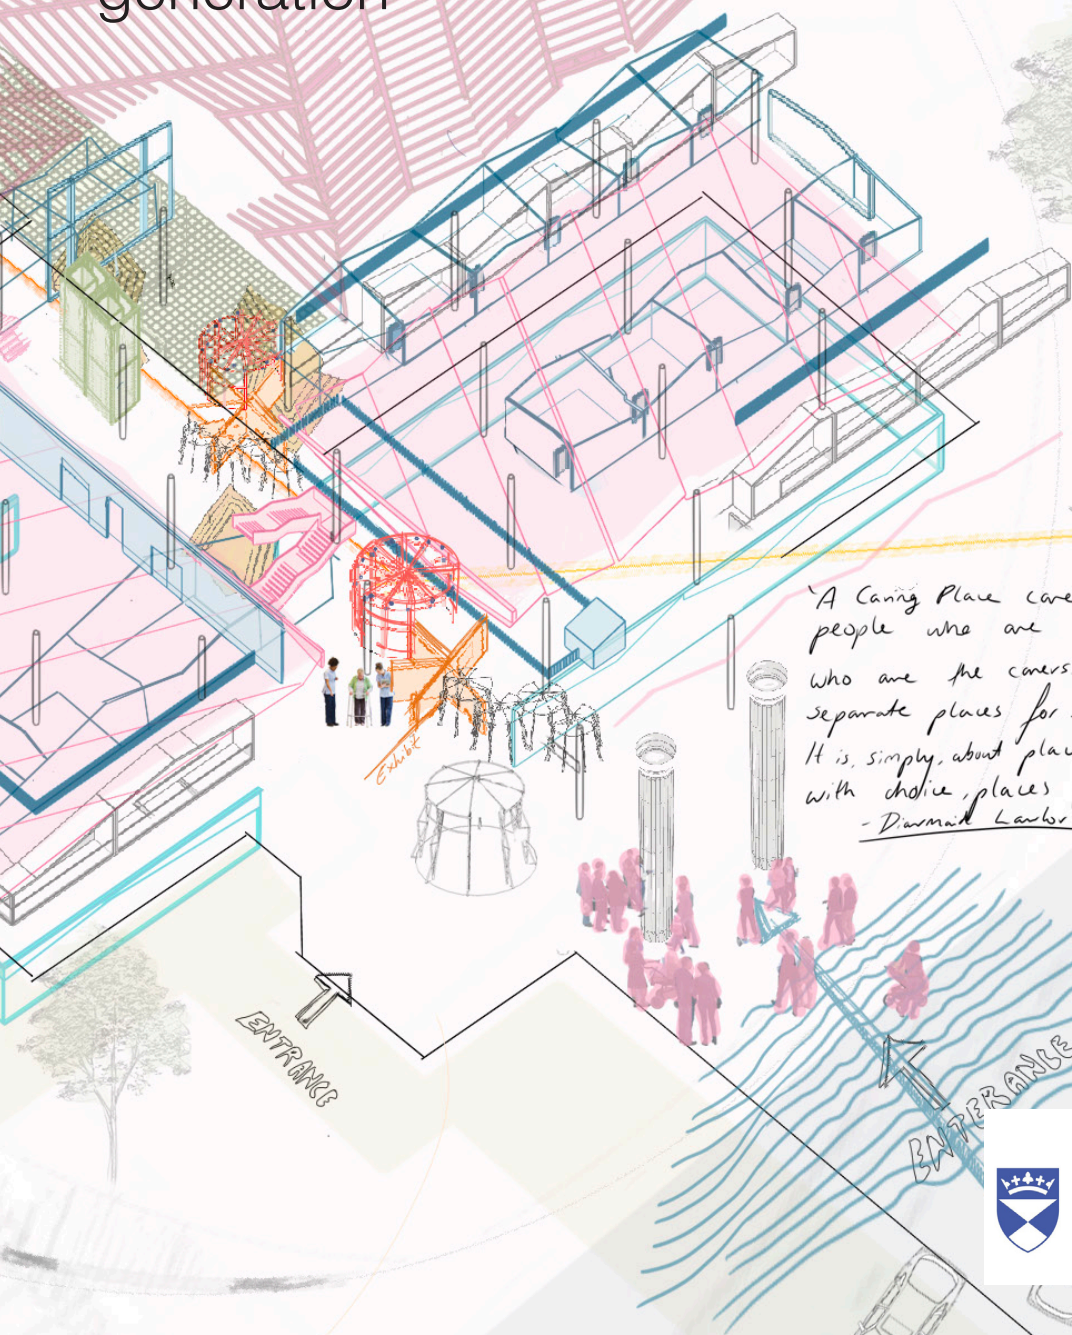 generation
'A Caring Place care
people who are
who are the carers.
separate places for
It is, simply, about plac
with choice, places
- Diarmaid Lawlor
Exhibit
ENTRANCE
ENTERANCE